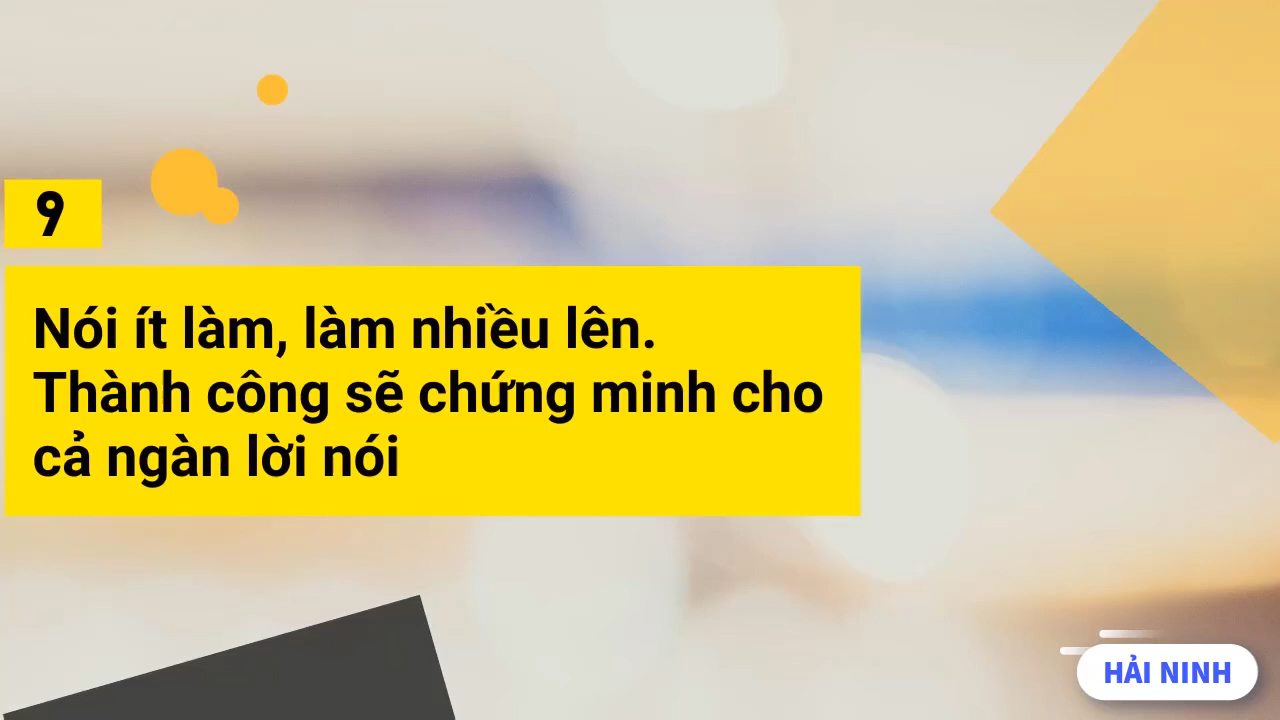 9
Nói ít làm, làm nhiều lên.
Thành công sẽ chứng minh cho
cả ngàn lời nói
HẢI NINH